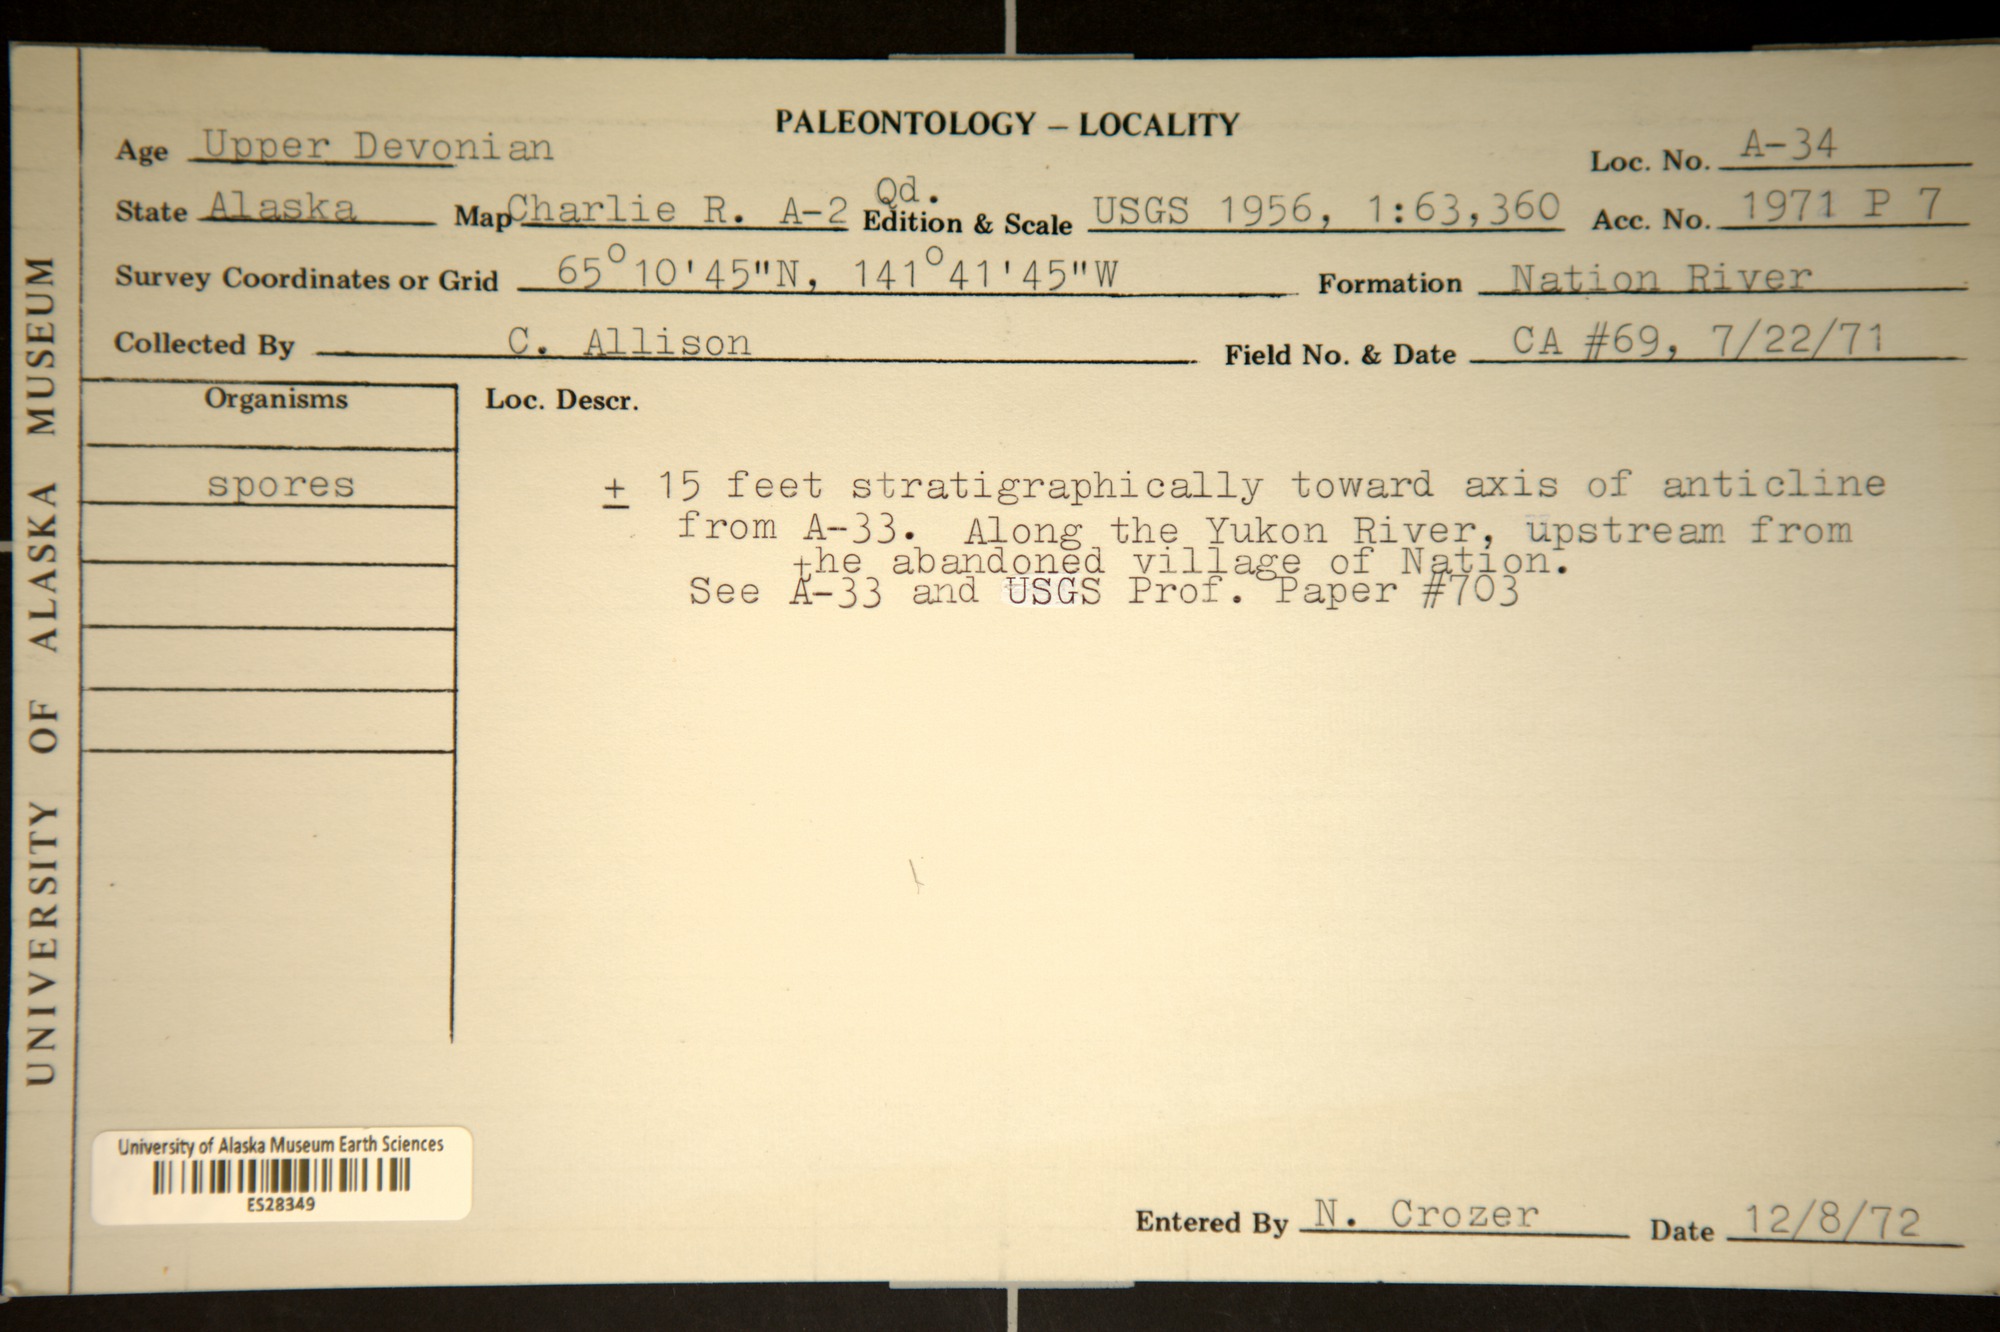 PALEONTOLOGY – LOCALITY
Age Upper Devonian
Loc. No. A-34
State Alaska Map Charlie R. A-2 Qd. Edition & Scale USGS 1956, 1:63,360 Acc. No. 1971 P 7
Survey Coordinates or Grid 65°10'45"N, 141°41'45"W Formation Nation River
Collected By C. Allison Field No. & Date CA #69, 7/22/71
Organisms
spores
Loc. Descr.
± 15 feet stratigraphically toward axis of anticline
from A-33. Along the Yukon River, upstream from
the abandoned village of Nation.
See A-33 and USGS Prof. Paper #703
Entered By N. Crozer Date 12/8/72
UNIVERSITY OF ALASKA MUSEUM
University of Alaska Museum Earth Sciences
ES28349